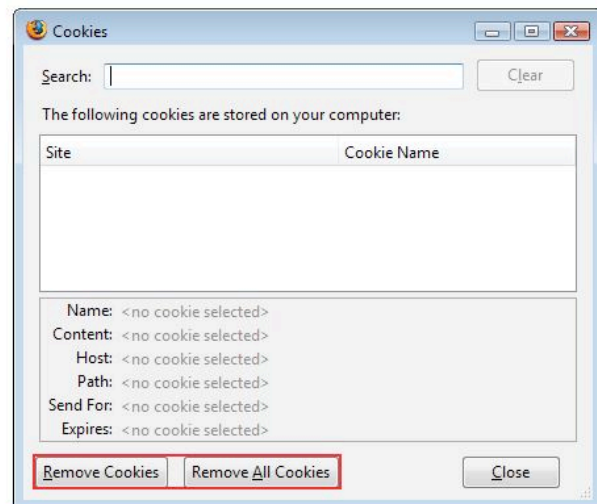 Cookies
Search:
Clear
The following cookies are stored on your computer:
Site Cookie Name
Name: <no cookie selected>
Content: <no cookie selected>
Host: <no cookie selected>
Path: <no cookie selected>
Send For: <no cookie selected>
Expires: <no cookie selected>
Remove Cookies Remove All Cookies Close